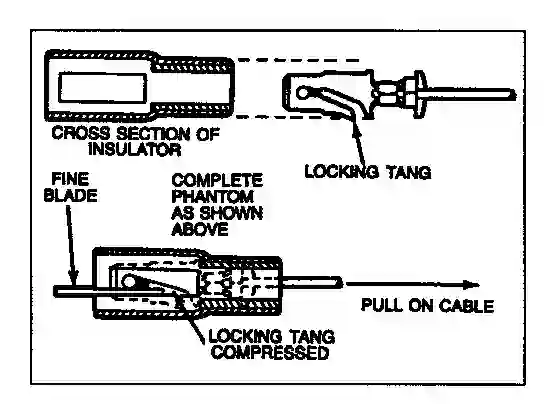 CROSS SECTION OF
INSULATOR
LOCKING TANG
FINE
BLADE
COMPLETE
PHANTOM
AS SHOWN
ABOVE
PULL ON CABLE
LOCKING TANG
COMPRESSED